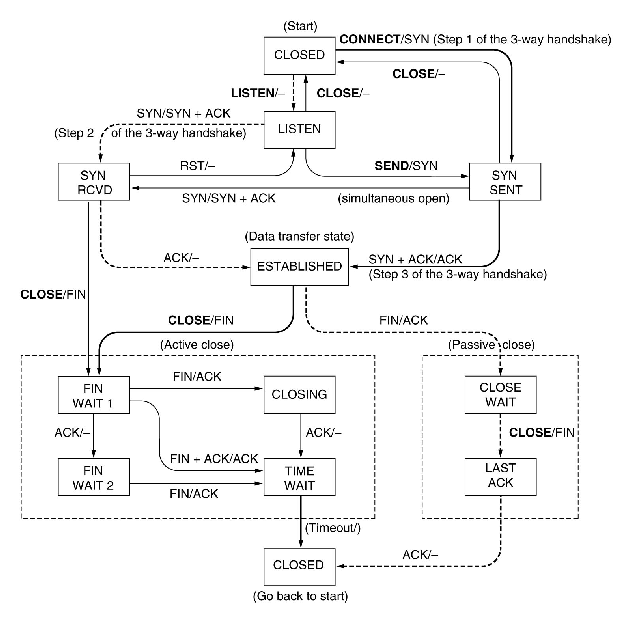 (Start)
CONNECT/SYN (Step 1 of the 3-way handshake)
CLOSED
CLOSE/–
LISTEN/–
CLOSE/–
SYN/SYN + ACK
LISTEN
(Step 2 of the 3-way handshake)
RST/–
SEND/SYN
SYN
RCVD
SYN
SENT
SYN/SYN + ACK
(simultaneous open)
(Data transfer state)
ACK/–
ESTABLISHED
SYN + ACK/ACK
(Step 3 of the 3-way handshake)
CLOSE/FIN
CLOSE/FIN
FIN/ACK
(Active close)
(Passive close)
FIN
WAIT 1
FIN/ACK
CLOSING
CLOSE
WAIT
ACK/–
ACK/–
CLOSE/FIN
FIN + ACK/ACK
FIN
WAIT 2
FIN/ACK
TIME
WAIT
LAST
ACK
(Timeout/)
CLOSED
ACK/–
(Go back to start)